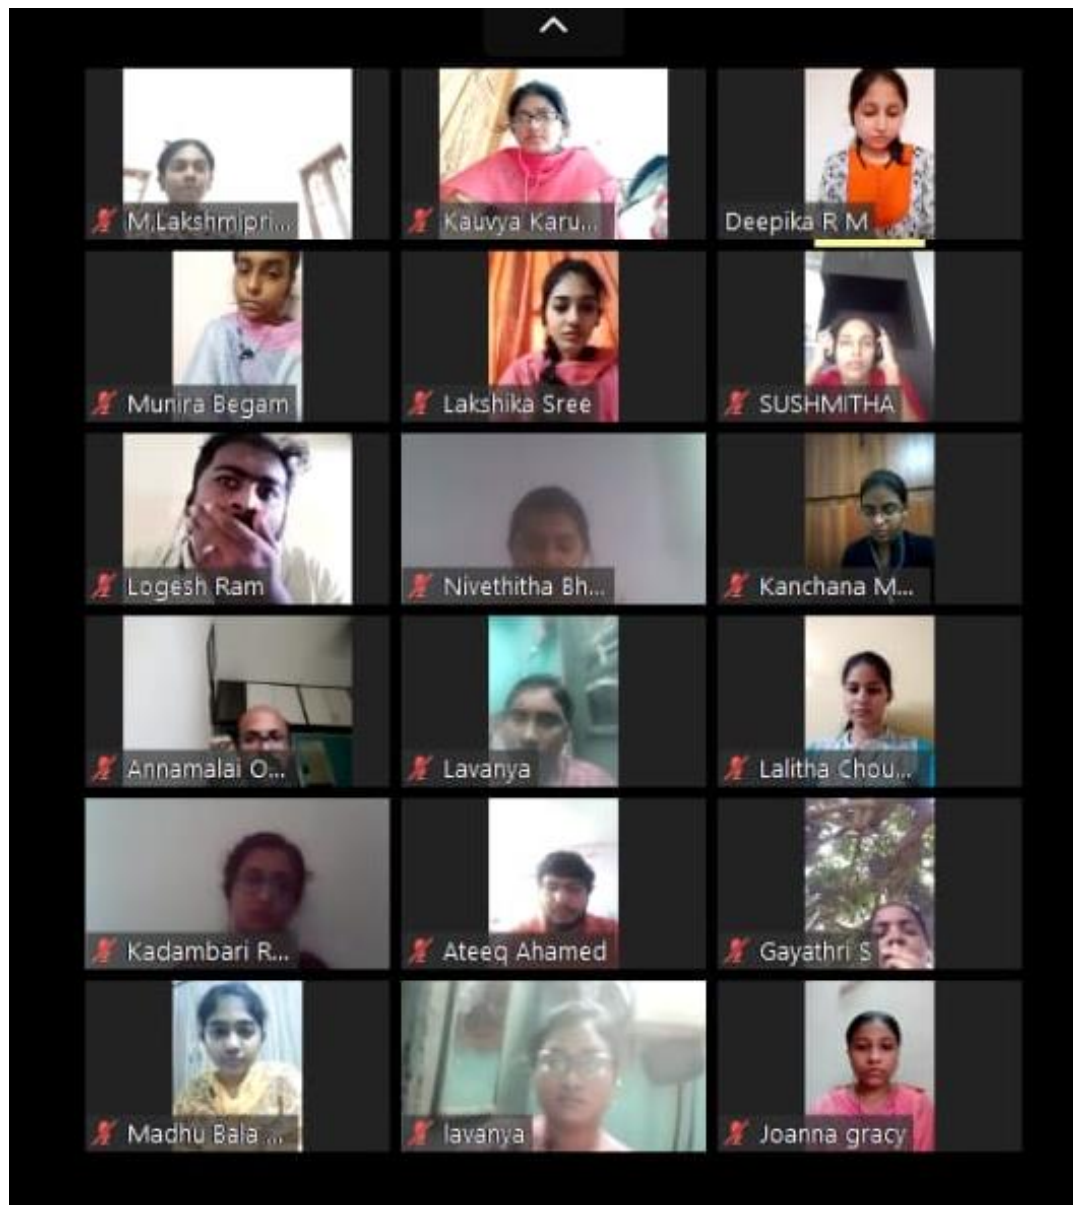 M.Lakshmipri...
Kauvya Karu...
Deepika R M
Munira Begam
Lakshika Sree
SUSHMITHA
Logesh Ram
Nivethitha Bh...
Kanchana M...
Annamalai O...
Lavanya
Lalitha Chou...
Kadambari R...
Ateeq Ahamed
Gayathri S
Madhu Bala ...
lavanya
Joanna gracy